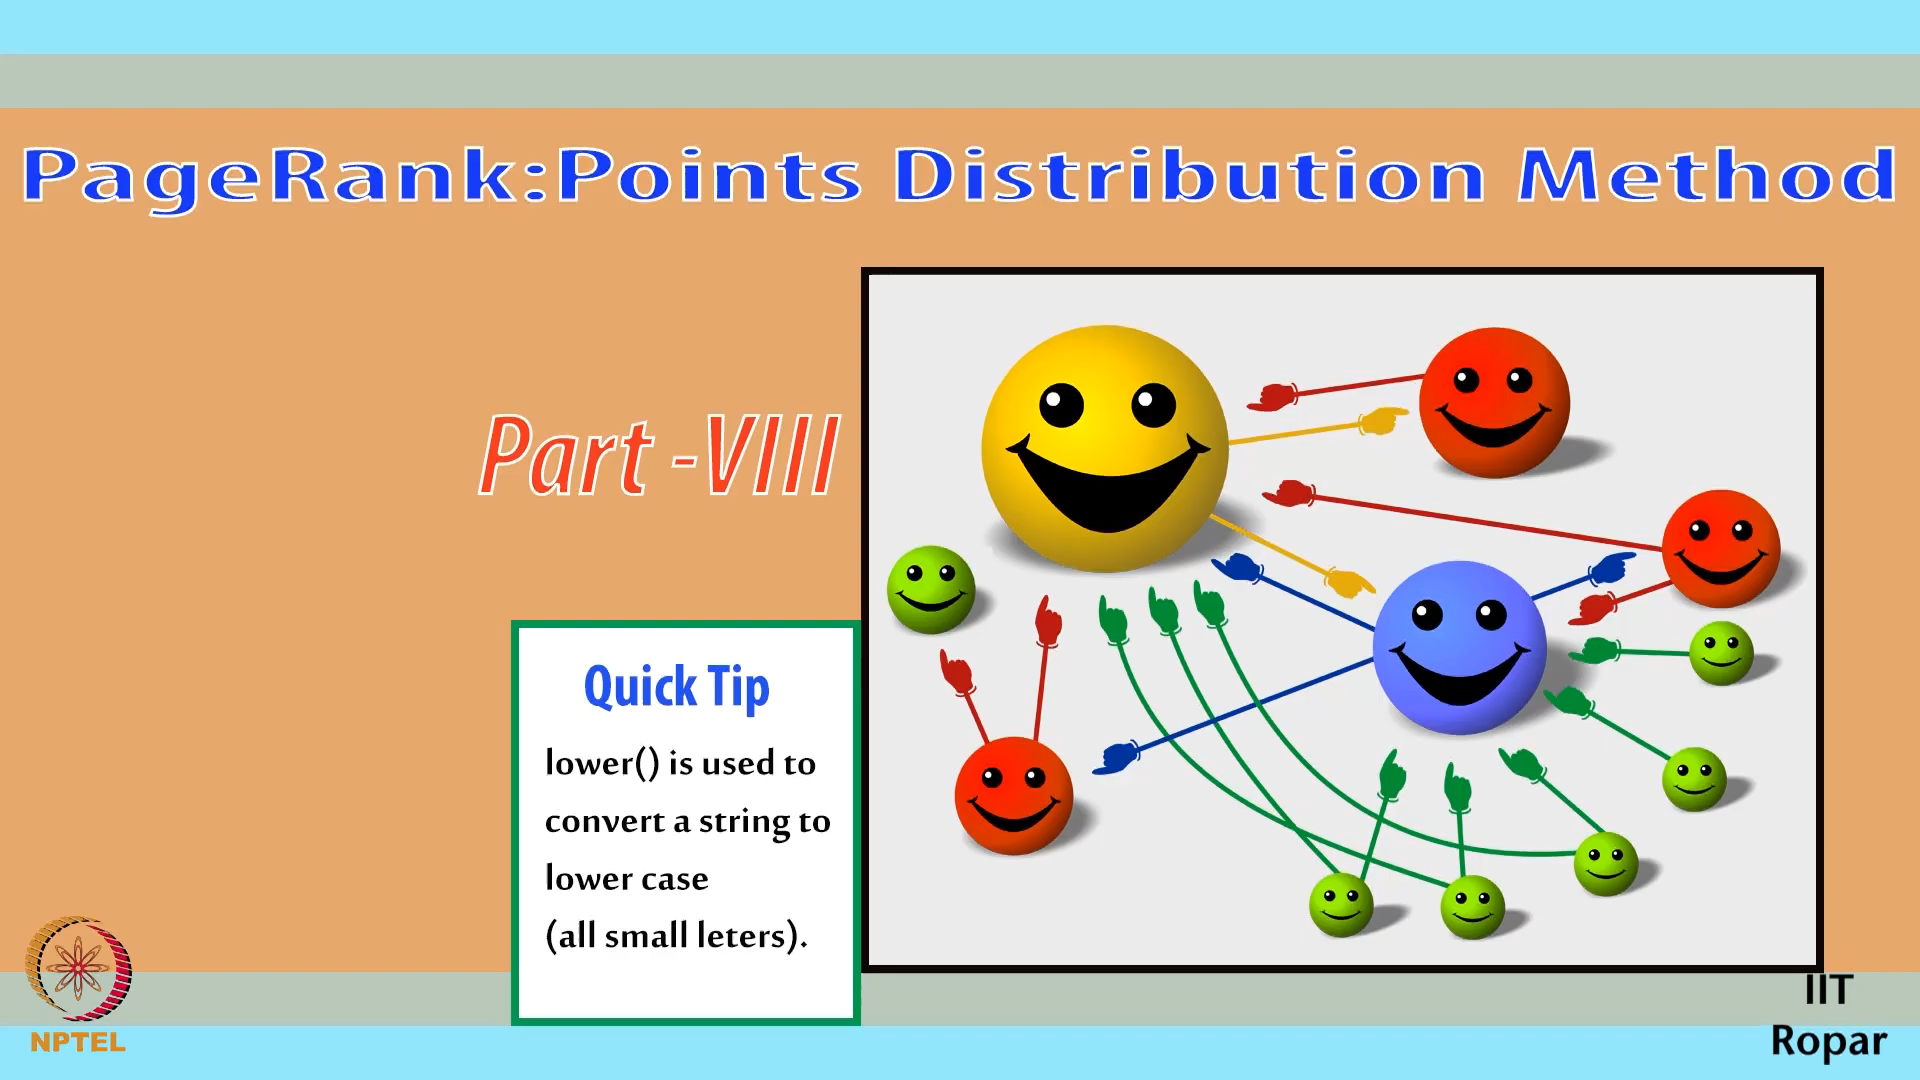 PageRank:Points Distribution Method
Part -VIII
Quick Tip
lower() is used to
convert a string to
lower case
(all small leters).
NPTEL
IIT
Ropar